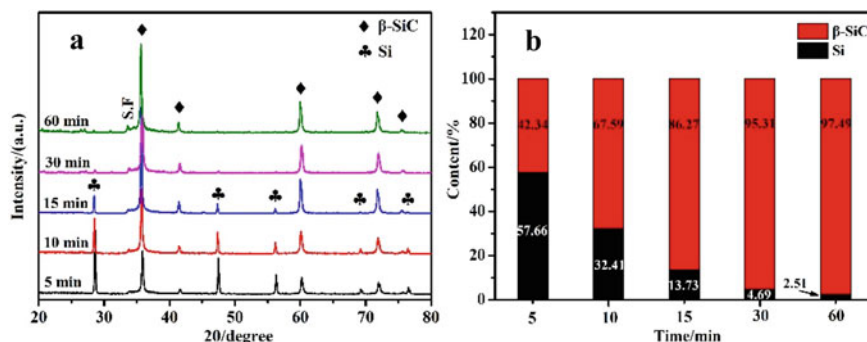 a
♦ β-SiC
♣ Si
S.F
60 min
30 min
15 min
10 min
5 min
Intensity/(a.u.)
20 30 40 50 60 70 80
2θ/degree
b
β-SiC
Si
120
100
80
60
40
20
0
42.34 67.59 86.27 95.31 97.49
57.66 32.41 13.73 4.69 2.51
5 10 15 30 60
Content/%
Time/min